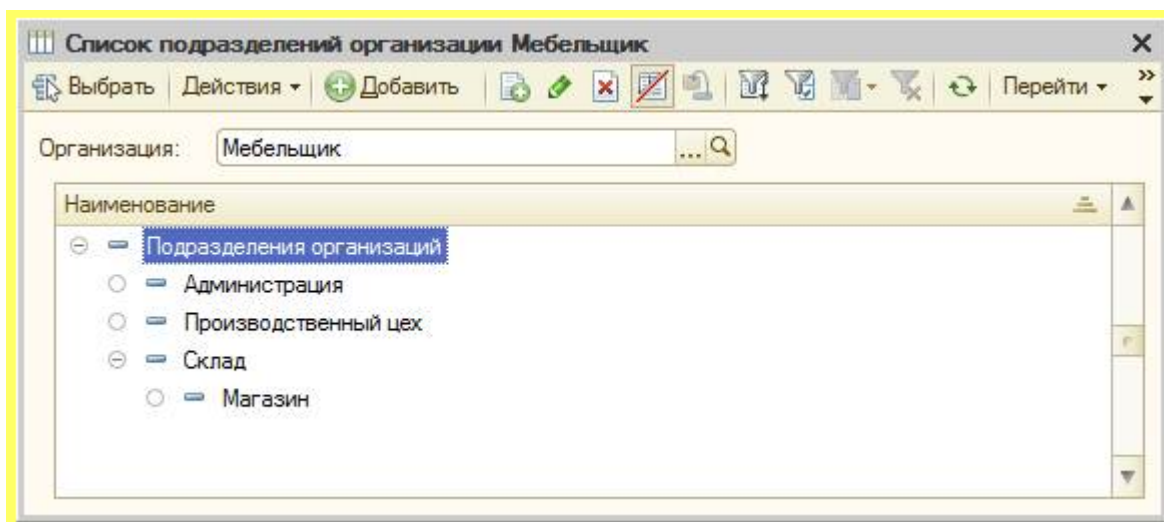 Список подразделений организации Мебельщик
Выбрать Действия Добавить Перейти
Организация: Мебельщик ...
Наименование
Подразделения организаций
Администрация
Производственный цех
Склад
Магазин